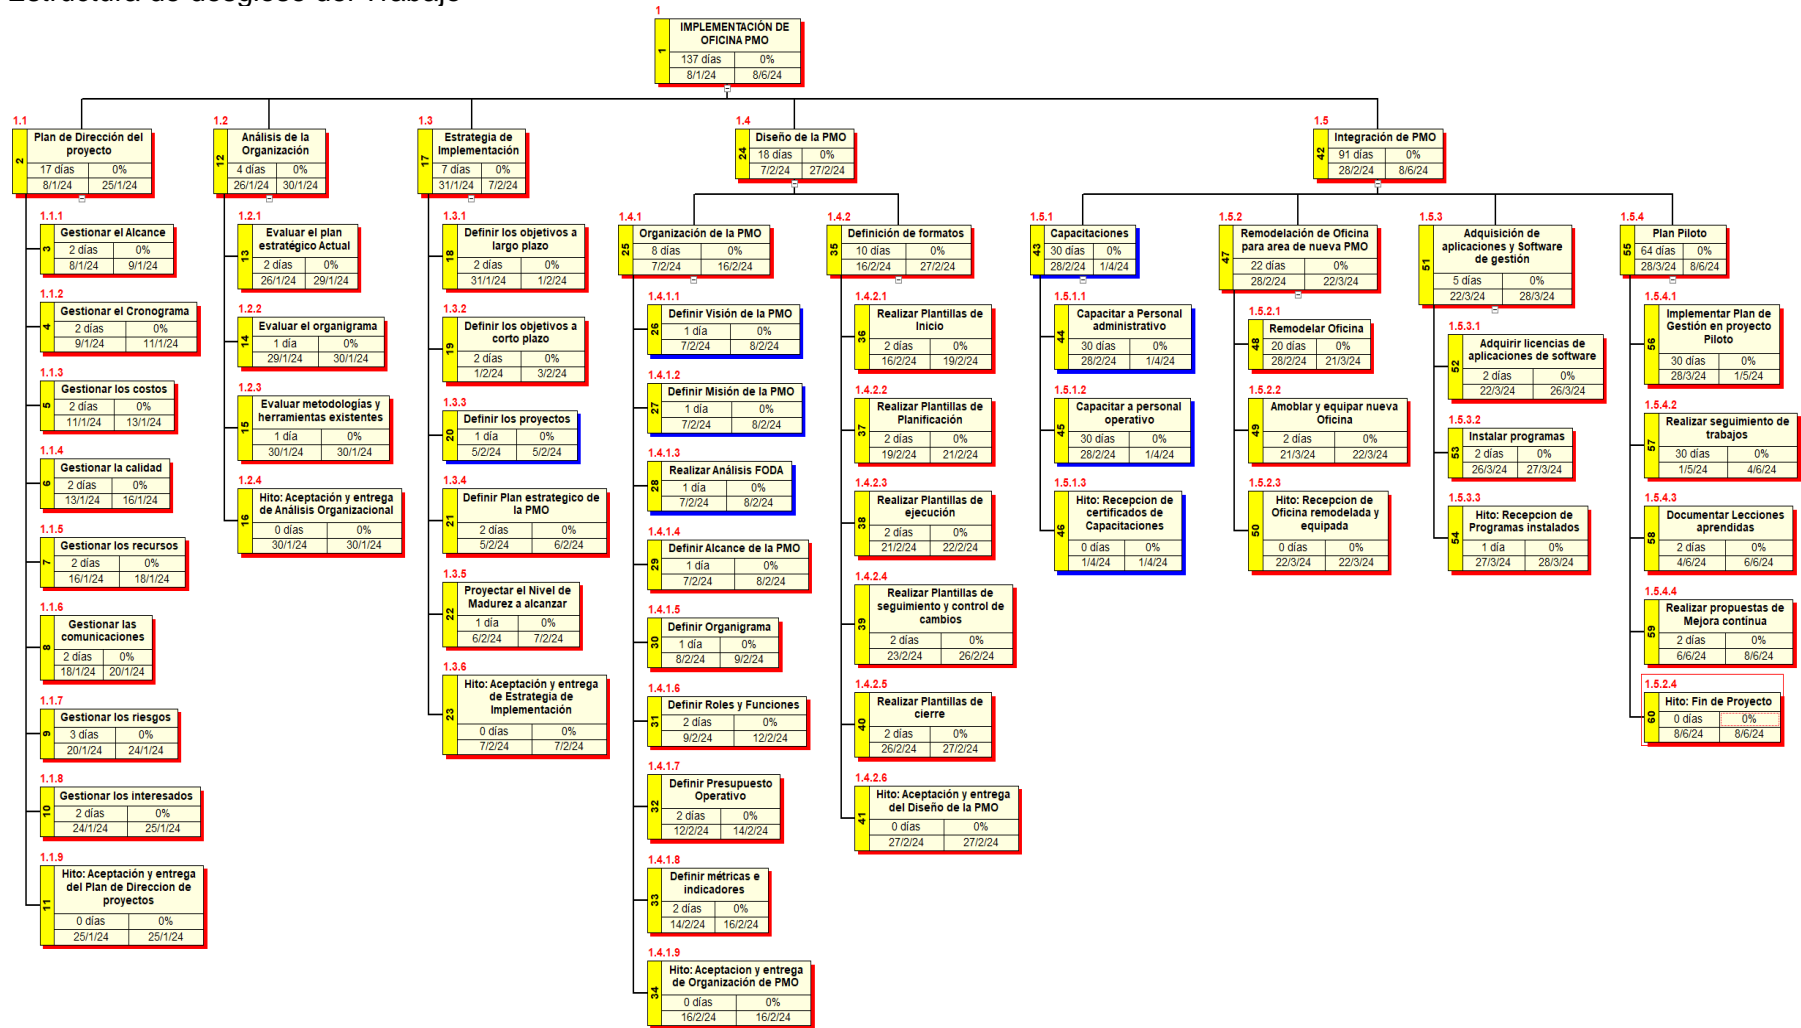 Estructura de desglose del Trabajo
1
1
IMPLEMENTACIÓN DE
OFICINA PMO
137 días 0%
8/1/24 8/6/24
1.1
2
Plan de Dirección del
proyecto
17 días 0%
8/1/24 25/1/24
1.1.1
3
Gestionar el Alcance
2 días 0%
8/1/24 9/1/24
1.1.2
4
Gestionar el Cronograma
2 días 0%
9/1/24 11/1/24
1.1.3
5
Gestionar los costos
2 días 0%
11/1/24 13/1/24
1.1.4
6
Gestionar la calidad
2 días 0%
13/1/24 16/1/24
1.1.5
7
Gestionar los recursos
2 días 0%
16/1/24 18/1/24
1.1.6
8
Gestionar las
comunicaciones
2 días 0%
18/1/24 20/1/24
1.1.7
9
Gestionar los riesgos
3 días 0%
20/1/24 24/1/24
1.1.8
10
Gestionar los interesados
2 días 0%
24/1/24 25/1/24
1.1.9
11
Hito: Aceptación y entrega
del Plan de Direccion de
proyectos
0 días 0%
25/1/24 25/1/24
1.2
12
Análisis de la
Organización
4 días 0%
26/1/24 30/1/24
1.2.1
13
Evaluar el plan
estratégico Actual
2 días 0%
26/1/24 29/1/24
1.2.2
14
Evaluar el organigrama
1 día 0%
29/1/24 30/1/24
1.2.3
15
Evaluar metodologías y
herramientas existentes
1 día 0%
30/1/24 30/1/24
1.2.4
16
Hito: Aceptación y entrega
de Análisis Organizacional
0 días 0%
30/1/24 30/1/24
1.3
17
Estrategia de
Implementación
7 días 0%
31/1/24 7/2/24
1.3.1
18
Definir los objetivos a
largo plazo
2 días 0%
31/1/24 1/2/24
1.3.2
19
Definir los objetivos a
corto plazo
2 días 0%
1/2/24 3/2/24
1.3.3
20
Definir los proyectos
1 día 0%
5/2/24 5/2/24
1.3.4
21
Definir Plan estrategico de
la PMO
2 días 0%
5/2/24 6/2/24
1.3.5
22
Proyectar el Nivel de
Madurez a alcanzar
1 día 0%
6/2/24 7/2/24
1.3.6
23
Hito: Aceptación y entrega
de Estrategia de
Implementación
0 días 0%
7/2/24 7/2/24
1.4
24
Diseño de la PMO
18 días 0%
7/2/24 27/2/24
1.4.1
25
Organización de la PMO
8 días 0%
7/2/24 16/2/24
1.4.1.1
26
Definir Visión de la PMO
1 día 0%
7/2/24 8/2/24
1.4.1.2
27
Definir Misión de la PMO
1 día 0%
7/2/24 8/2/24
1.4.1.3
28
Realizar Análisis FODA
1 día 0%
7/2/24 8/2/24
1.4.1.4
29
Definir Alcance de la PMO
1 día 0%
7/2/24 8/2/24
1.4.1.5
30
Definir Organigrama
1 día 0%
8/2/24 9/2/24
1.4.1.6
31
Definir Roles y Funciones
2 días 0%
9/2/24 12/2/24
1.4.1.7
32
Definir Presupuesto
Operativo
2 días 0%
12/2/24 14/2/24
1.4.1.8
33
Definir métricas e
indicadores
2 días 0%
14/2/24 16/2/24
1.4.1.9
34
Hito: Aceptacion y entrega
de Organización de PMO
0 días 0%
16/2/24 16/2/24
1.4.2
35
Definición de formatos
10 días 0%
16/2/24 27/2/24
1.4.2.1
36
Realizar Plantillas de
Inicio
2 días 0%
16/2/24 19/2/24
1.4.2.2
37
Realizar Plantillas de
Planificación
2 días 0%
19/2/24 21/2/24
1.4.2.3
38
Realizar Plantillas de
ejecución
2 días 0%
21/2/24 22/2/24
1.4.2.4
39
Realizar Plantillas de
seguimiento y control de
cambios
2 días 0%
23/2/24 26/2/24
1.4.2.5
40
Realizar Plantillas de
cierre
2 días 0%
26/2/24 27/2/24
1.4.2.6
41
Hito: Aceptación y entrega
del Diseño de la PMO
0 días 0%
27/2/24 27/2/24
1.5
42
Integración de PMO
91 días 0%
28/2/24 8/6/24
1.5.1
43
Capacitaciones
30 días 0%
28/2/24 1/4/24
1.5.1.1
44
Capacitar a Personal
administrativo
30 días 0%
28/2/24 1/4/24
1.5.1.2
45
Capacitar a personal
operativo
30 días 0%
28/2/24 1/4/24
1.5.1.3
46
Hito: Recepcion de
certificados de
Capacitaciones
0 días 0%
1/4/24 1/4/24
1.5.2
47
Remodelación de Oficina
para area de nueva PMO
22 días 0%
28/2/24 22/3/24
1.5.2.1
48
Remodelar Oficina
20 días 0%
28/2/24 21/3/24
1.5.2.2
49
Amoblar y equipar nueva
Oficina
2 días 0%
21/3/24 22/3/24
1.5.2.3
50
Hito: Recepcion de
Oficina remodelada y
equipada
0 días 0%
22/3/24 22/3/24
1.5.3
51
Adquisición de
aplicaciones y Software
de gestión
5 días 0%
22/3/24 28/3/24
1.5.3.1
52
Adquirir licencias de
aplicaciones de software
2 días 0%
22/3/24 26/3/24
1.5.3.2
53
Instalar programas
2 días 0%
26/3/24 27/3/24
1.5.3.3
54
Hito: Recepcion de
Programas instalados
1 día 0%
27/3/24 28/3/24
1.5.4
55
Plan Piloto
64 días 0%
28/3/24 8/6/24
1.5.4.1
56
Implementar Plan de
Gestión en proyecto
Piloto
30 días 0%
28/3/24 1/5/24
1.5.4.2
57
Realizar seguimiento de
trabajos
30 días 0%
1/5/24 4/6/24
1.5.4.3
58
Documentar Lecciones
aprendidas
2 días 0%
4/6/24 6/6/24
1.5.4.4
59
Realizar propuestas de
Mejora continua
2 días 0%
6/6/24 8/6/24
1.5.2.4
60
Hito: Fin de Proyecto
0 días 0%
8/6/24 8/6/24